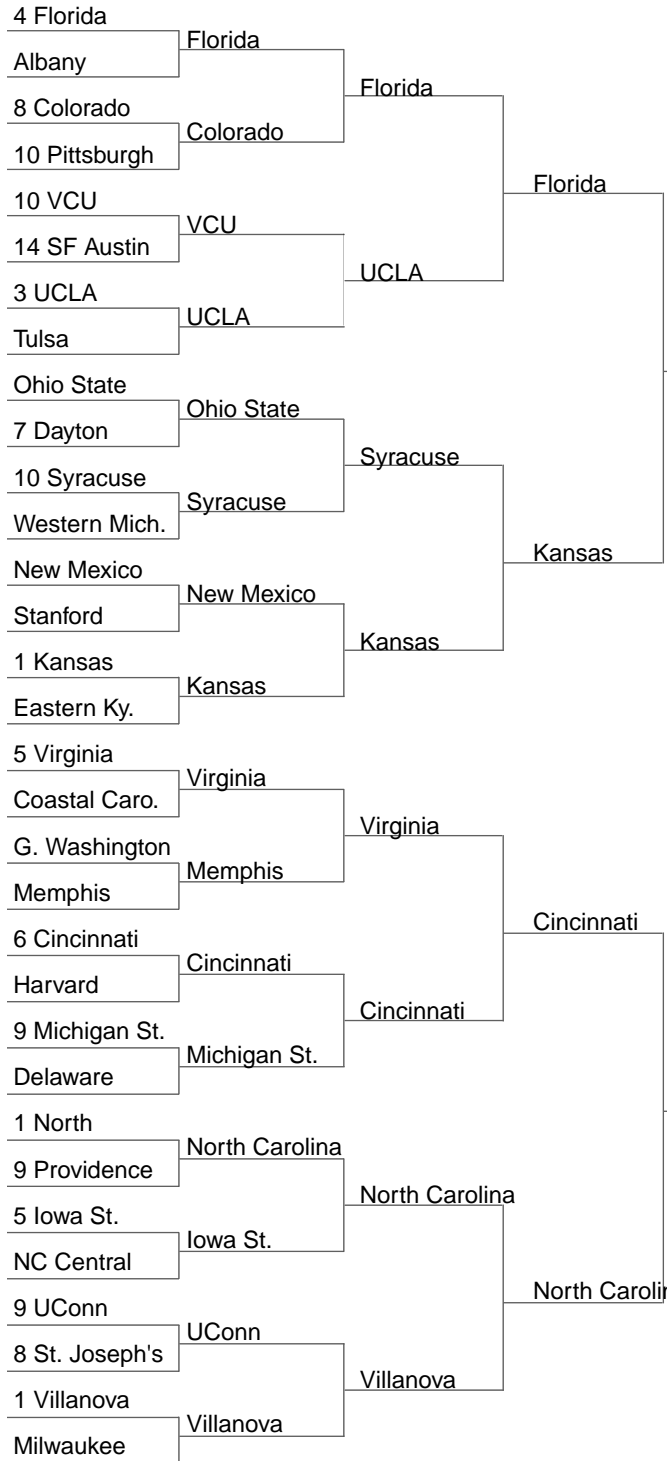 4 Florida
Albany
8 Colorado
10 Pittsburgh
10 VCU
14 SF Austin
3 UCLA
Tulsa
Ohio State
7 Dayton
10 Syracuse
Western Mich.
New Mexico
Stanford
1 Kansas
Eastern Ky.
5 Virginia
Coastal Caro.
G. Washington
Memphis
6 Cincinnati
Harvard
9 Michigan St.
Delaware
1 North
9 Providence
5 Iowa St.
NC Central
9 UConn
8 St. Joseph's
1 Villanova
Milwaukee
Florida
Colorado
VCU
UCLA
Ohio State
Syracuse
New Mexico
Kansas
Virginia
Memphis
Cincinnati
Michigan St.
North Carolina
Iowa St.
UConn
Villanova
Florida
UCLA
Syracuse
Kansas
Virginia
Cincinnati
North Carolina
Villanova
Florida
Kansas
Cincinnati
North